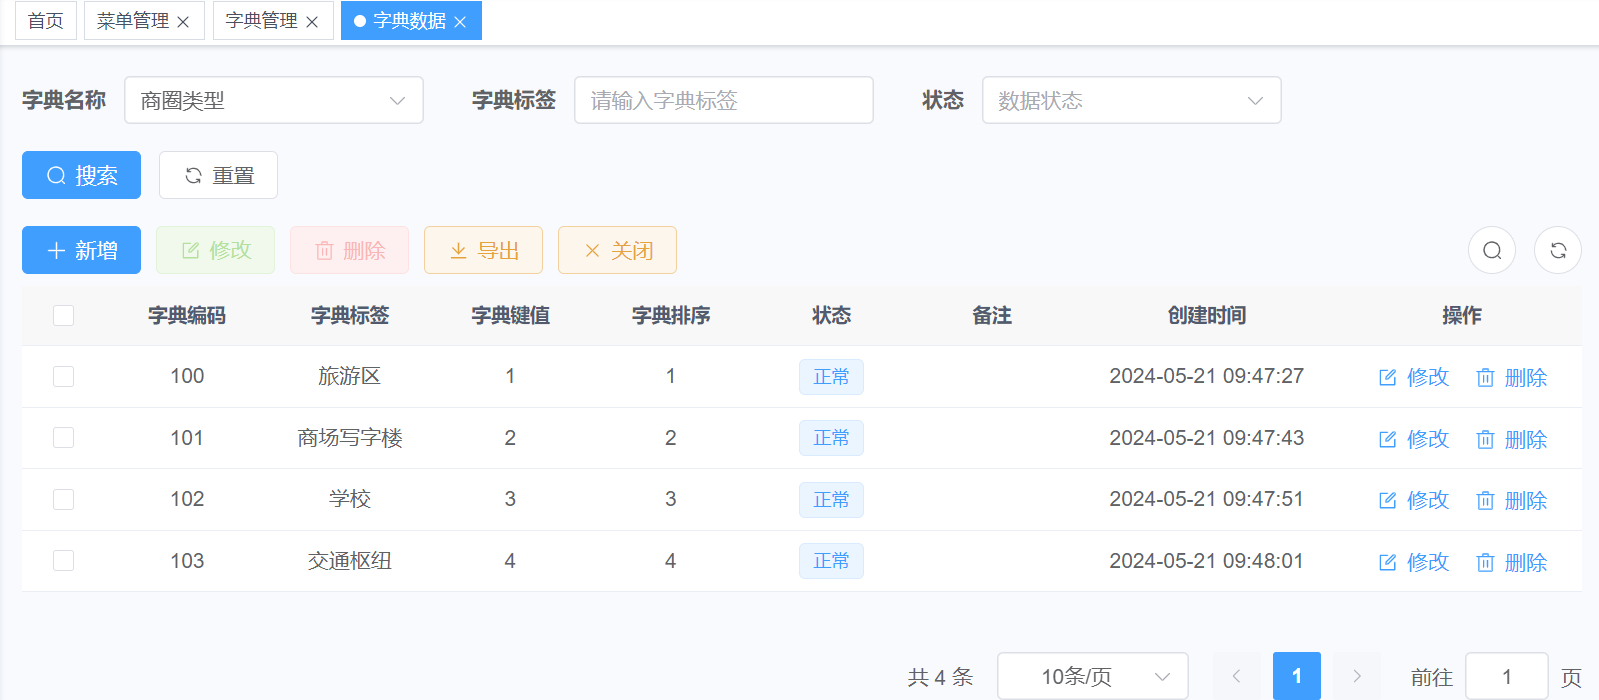 首页 菜单管理 字典管理 字典数据
字典名称 商圈类型 字典标签 请输入字典标签 状态 数据状态
搜索 重置
新增 修改 删除 导出 关闭
字典编码 字典标签 字典键值 字典排序 状态 备注 创建时间 操作
100 旅游区 1 1 正常 2024-05-21 09:47:27 修改 删除
101 商场写字楼 2 2 正常 2024-05-21 09:47:43 修改 删除
102 学校 3 3 正常 2024-05-21 09:47:51 修改 删除
103 交通枢纽 4 4 正常 2024-05-21 09:48:01 修改 删除
共 4 条 10条/页 1 前往 1 页